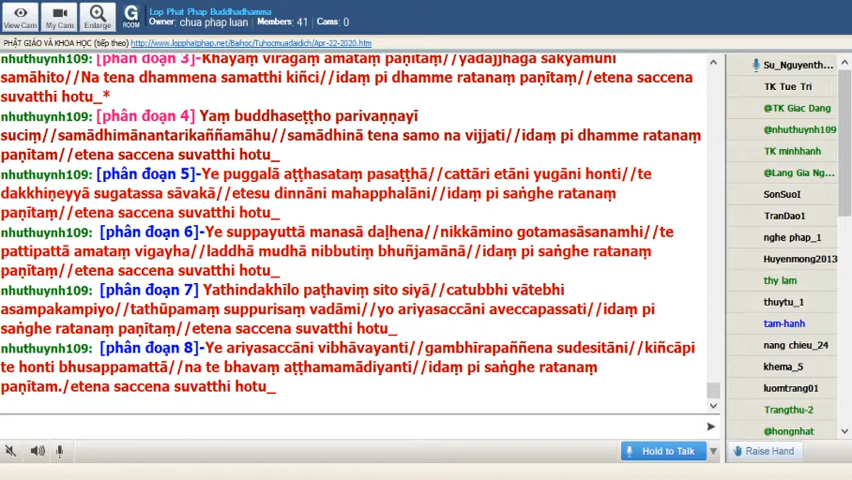 Lop Phat Phap Buddhadhamma
Owner: chua phap luan Members: 41 Cams: 0
View Cam
My Cam
Enlarge
G
ROOM
PHẬT GIÁO VÀ KHOA HỌC (tiếp theo) http://www.lopphatphap.net/Baihoc/Tuhocmuadaidich/Apr-22-2020.htm
nhuthuynh109: [phân đoạn 3]-Khayaṃ virāgaṃ amataṃ paṇītaṃ//yadajjhagā sakyamunī
samāhito//Na tena dhammena samatthi kiñci//idaṃ pi dhamme ratanaṃ paṇītaṃ//etena saccena
suvatthi hotu_*
nhuthuynh109: [phân đoạn 4] Yaṃ buddhaseṭṭho parivaṇṇayī
suciṃ//samādhimānantarikaññamāhu//samādhinā tena samo na vijjati//idaṃ pi dhamme ratanaṃ
paṇītam//etena saccena suvatthi hotu_
nhuthuynh109: [phân đoạn 5]-Ye puggalā aṭṭhasataṃ pasaṭṭhā//cattāri etāni yugāni honti//te
dakkhiṇeyyā sugatassa sāvakā//etesu dinnāni mahapphalāni//idaṃ pi saṅghe ratanaṃ
paṇītaṃ//etena saccena suvatthi hotu_
nhuthuynh109: [phân đoạn 6]-Ye suppayuttā manasā daḷhena//nikkāmino gotamasāsanamhi//te
pattipattā amataṃ vigayha//laddhā mudhā nibbutiṃ bhuñjamānā//idaṃ pi saṅghe ratanaṃ
paṇītaṃ//etena saccena suvatthi hotu_
nhuthuynh109: [phân đoạn 7] Yathindakhīlo paṭhaviṃ sito siyā//catubbhi vātebhi
asampakampiyo//tathūpamaṃ suppurisaṃ vadāmi//yo ariyasaccāni aveccapassati//idaṃ pi
saṅghe ratanaṃ paṇītaṃ//etena saccena suvatthi hotu_
nhuthuynh109: [phân đoạn 8]-Ye ariyasaccāni vibhāvayanti//gambhīrapaññena sudesitāni//kiñcāpi
te honti bhusappamattā//na te bhavaṃ aṭṭhamamādiyanti//idaṃ pi saṅghe ratanaṃ
paṇītam./etena saccena suvatthi hotu_
Su_Nguyenth...
TK Tue Tri
@TK Giac Dang
@nhuthuynh109
TK minhhanh
@Lang Gia Ng...
SonSuoI
TranDao1
nghe phap_1
Huyenmong2013
thy lam
thuytu_1
tam-hanh
nang chieu_24
khema_5
luomtrang01
Trangthu-2
@hongnhat
Hold to Talk
Raise Hand